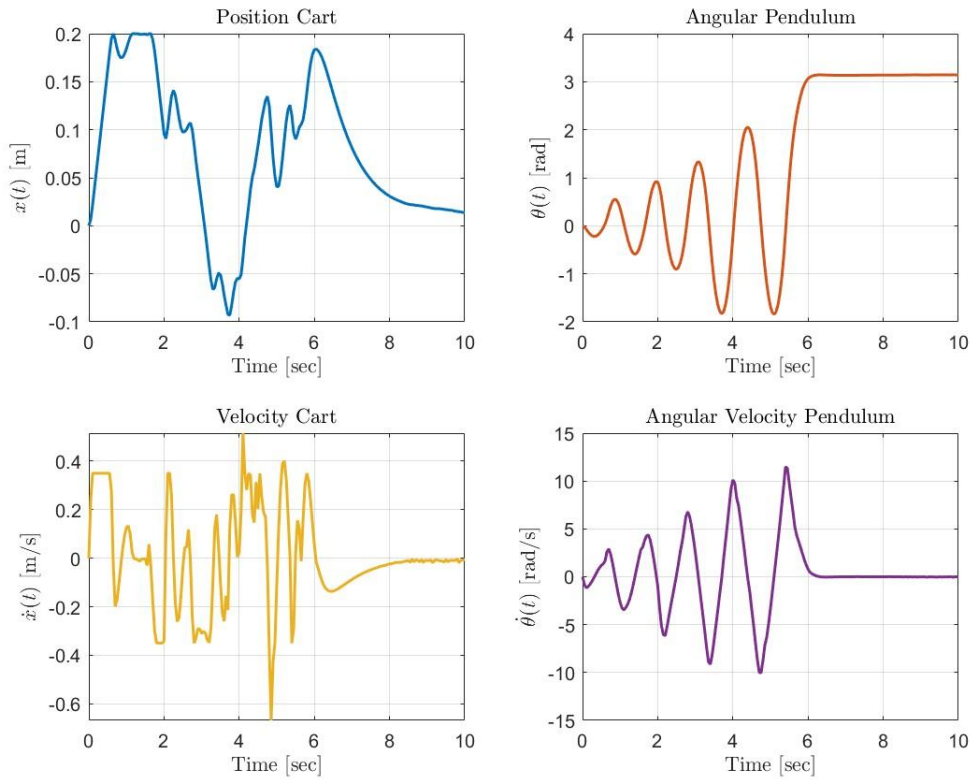 Position Cart
0.2
0.15
0.1
0.05
0
-0.05
-0.1
x(t) [m]
0 2 4 6 8 10
Time [sec]
Angular Pendulum
4
3
2
1
0
-1
-2
θ(t) [rad]
0 2 4 6 8 10
Time [sec]
Velocity Cart
0.4
0.2
0
-0.2
-0.4
-0.6
ẋ(t) [m/s]
0 2 4 6 8 10
Time [sec]
Angular Velocity Pendulum
15
10
5
0
-5
-10
-15
θ̇(t) [rad/s]
0 2 4 6 8 10
Time [sec]